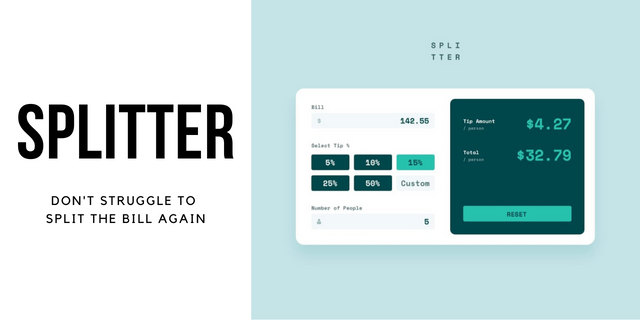 SPLITTER
DON'T STRUGGLE TO
SPLIT THE BILL AGAIN
SPLI
TTER
Bill
$ 142.55
Select Tip %
5% 10% 15%
25% 50% Custom
Number of People
5
Tip Amount
/ person
$4.27
Total
/ person
$32.79
RESET